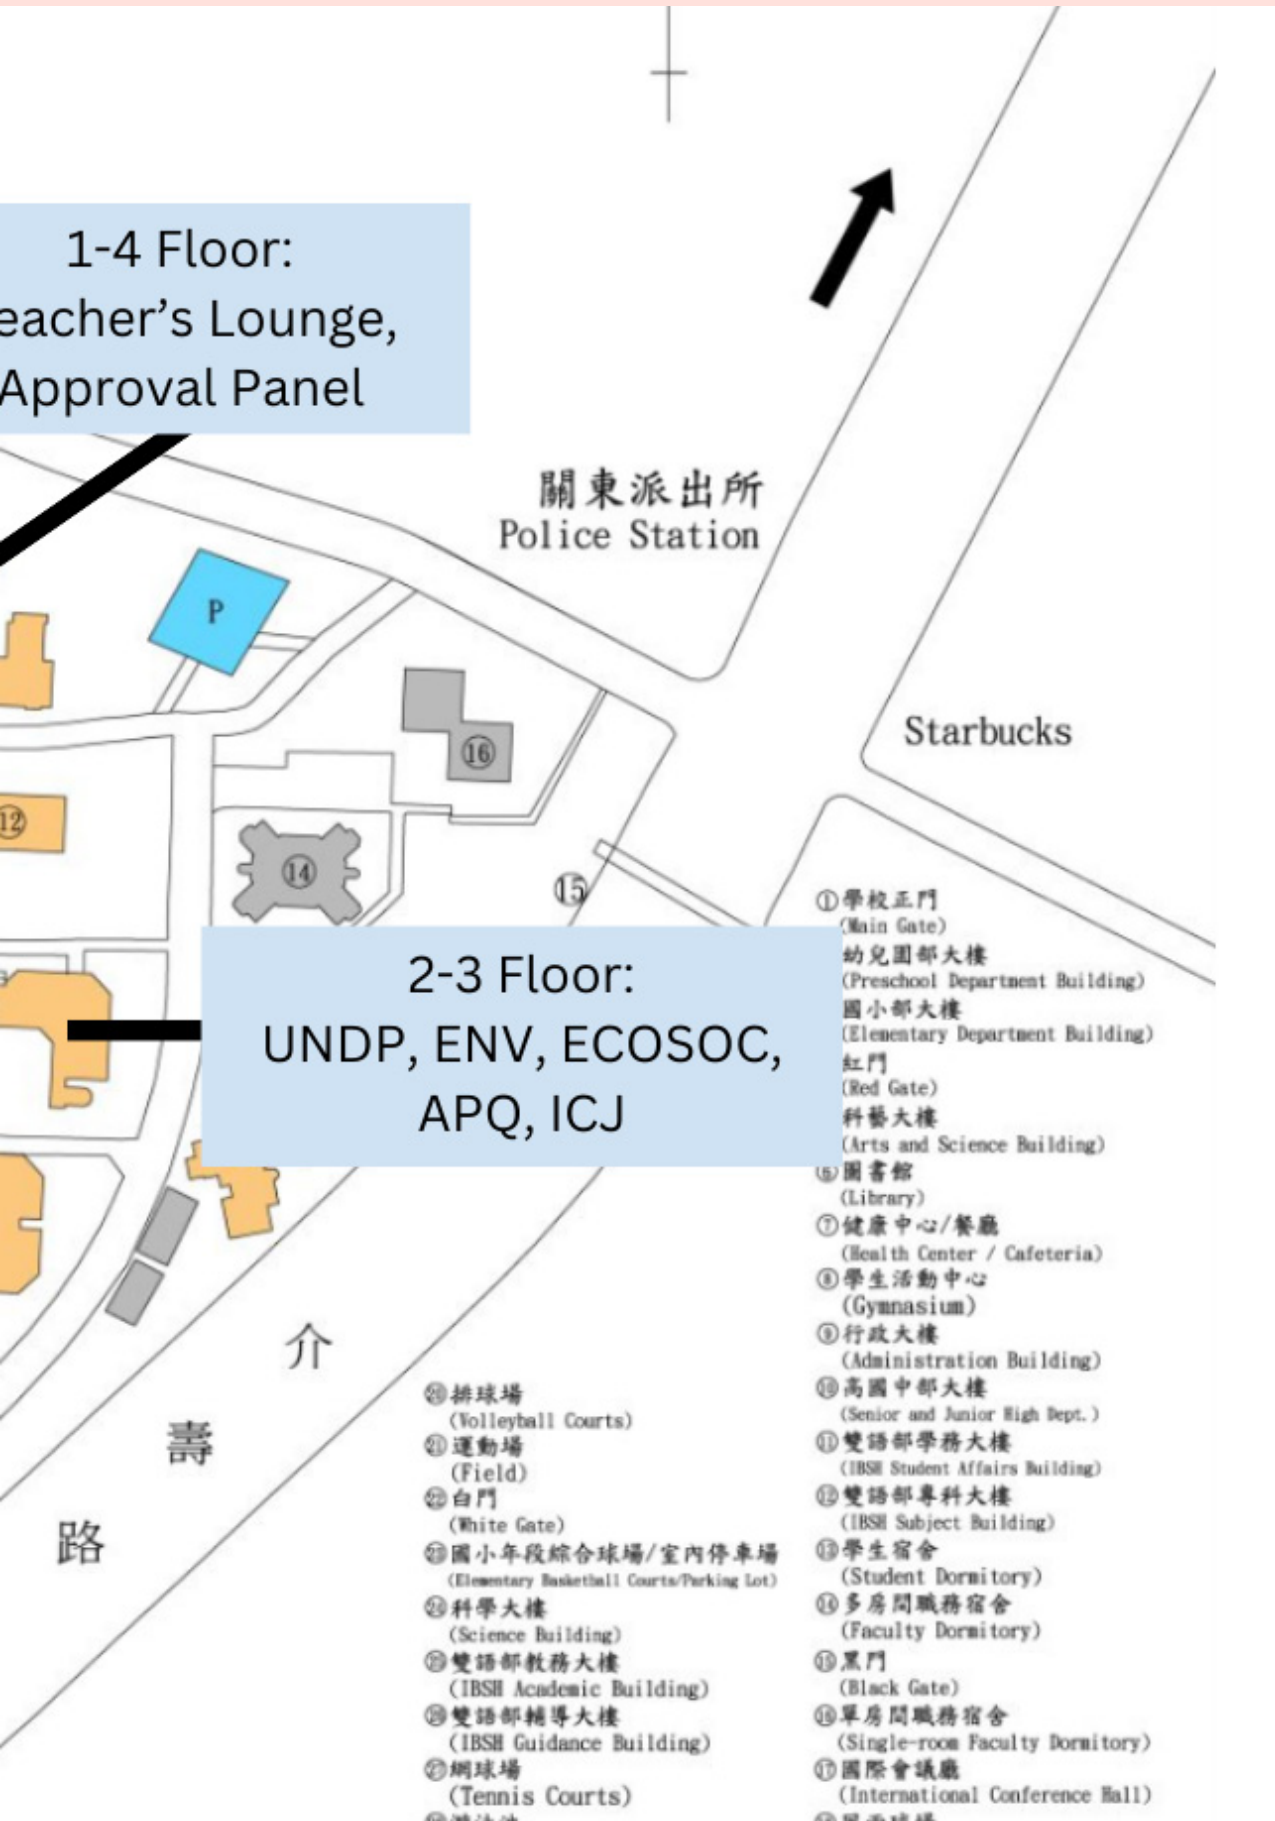 1-4 Floor:
eacher's Lounge,
Approval Panel
關東派出所
Police Station
P
16
Starbucks
12
14
15
2-3 Floor:
UNDP, ENV, ECOSOC,
APQ, ICJ
介
壽
路
①學校正門
(Main Gate)
幼兒園部大樓
(Preschool Department Building)
國小部大樓
(Elementary Department Building)
紅門
(Red Gate)
科藝大樓
(Arts and Science Building)
⑥圖書館
(Library)
⑦健康中心/餐廳
(Health Center / Cafeteria)
⑧學生活動中心
(Gymnasium)
⑨行政大樓
(Administration Building)
⑩高國中部大樓
(Senior and Junior High Dept.)
⑪雙語部學務大樓
(IBSH Student Affairs Building)
⑫雙語部專科大樓
(IBSH Subject Building)
⑬學生宿舍
(Student Dormitory)
⑭多房間職務宿舍
(Faculty Dormitory)
⑮黑門
(Black Gate)
⑯單房間職務宿舍
(Single-room Faculty Dormitory)
⑰國際會議廳
(International Conference Hall)
⑳排球場
(Volleyball Courts)
㉑運動場
(Field)
㉒白門
(White Gate)
㉓國小年段綜合球場/室內停車場
(Elementary Basketball Courts/Parking Lot)
㉔科學大樓
(Science Building)
㉕雙語部教務大樓
(IBSH Academic Building)
㉖雙語部輔導大樓
(IBSH Guidance Building)
㉗網球場
(Tennis Courts)